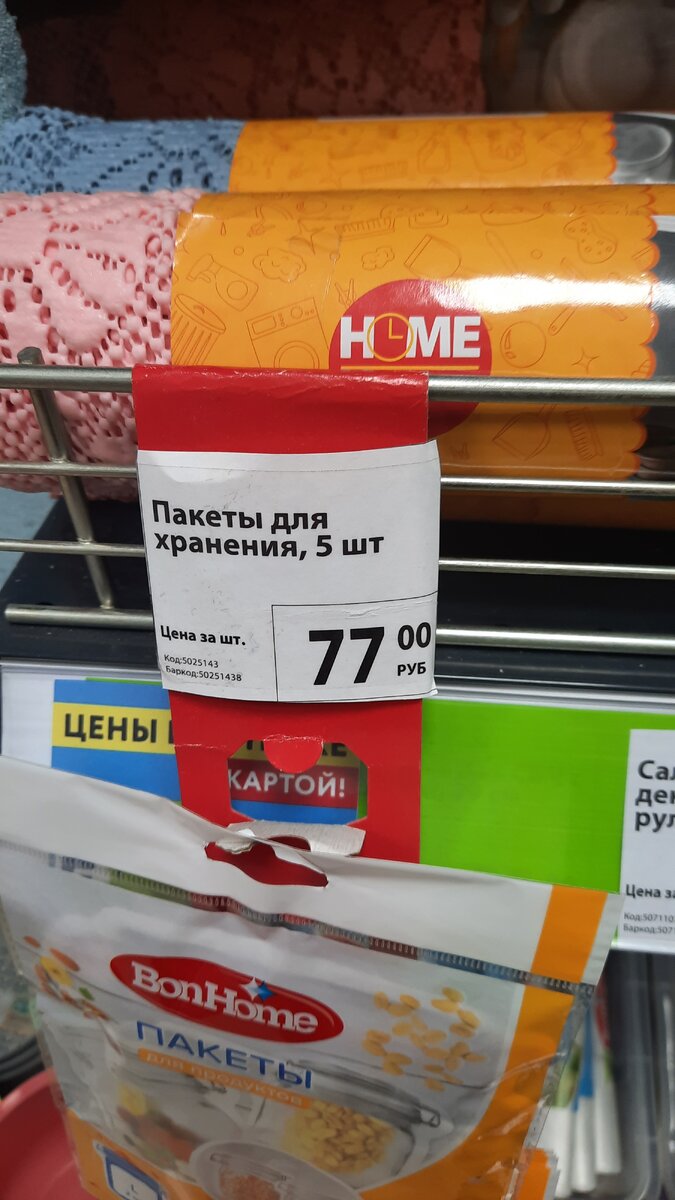 HOME
Пакеты для
хранения, 5 шт
Цена за шт.
77 00
РУБ
Код:5025143
Баркод:50251438
ЦЕНЫ
КАРТОЙ!
Цена за
BonHome
ПАКЕТЫ
для продуктов